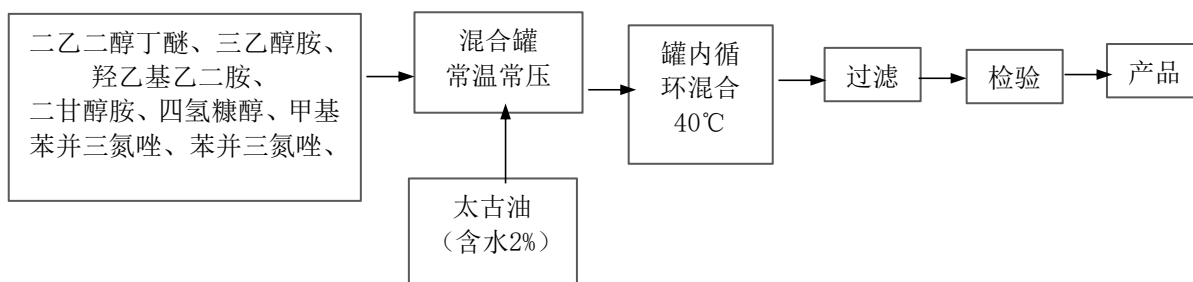 二乙二醇丁醚、三乙醇胺、
羟乙基乙二胺、
二甘醇胺、四氢糠醇、甲基
苯并三氮唑、苯并三氮唑、
混合罐
常温常压
太古油
（含水2%）
罐内循
环混合
40℃
过滤
检验
产品